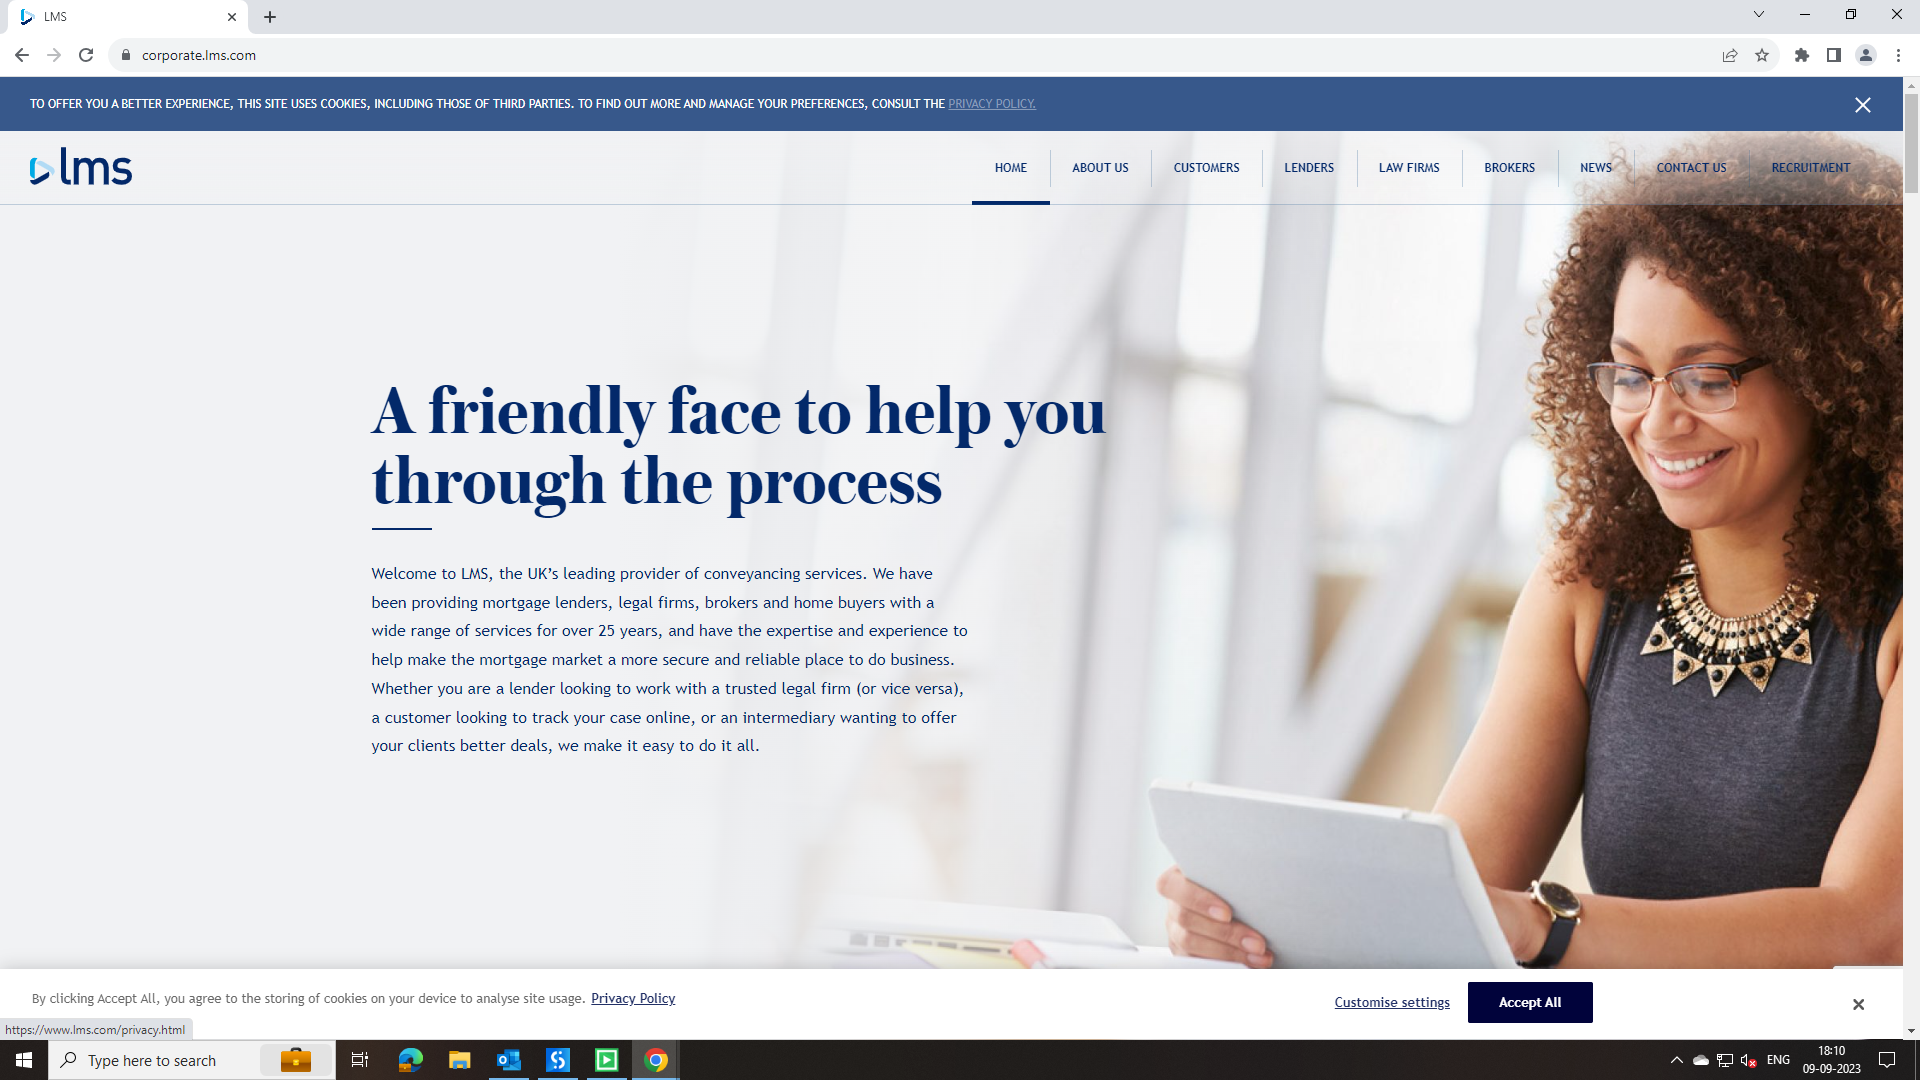 LMS
corporate.lms.com
TO OFFER YOU A BETTER EXPERIENCE, THIS SITE USES COOKIES, INCLUDING THOSE OF THIRD PARTIES. TO FIND OUT MORE AND MANAGE YOUR PREFERENCES, CONSULT THE PRIVACY POLICY.
lms
HOME
ABOUT US
CUSTOMERS
LENDERS
LAW FIRMS
BROKERS
NEWS
CONTACT US
RECRUITMENT
A friendly face to help you
through the process
Welcome to LMS, the UK’s leading provider of conveyancing services. We have
been providing mortgage lenders, legal firms, brokers and home buyers with a
wide range of services for over 25 years, and have the expertise and experience to
help make the mortgage market a more secure and reliable place to do business.
Whether you are a lender looking to work with a trusted legal firm (or vice versa),
a customer looking to track your case online, or an intermediary wanting to offer
your clients better deals, we make it easy to do it all.
By clicking Accept All, you agree to the storing of cookies on your device to analyse site usage. Privacy Policy
Customise settings
Accept All
https://www.lms.com/privacy.html
Type here to search
ENG
18:10
09-09-2023